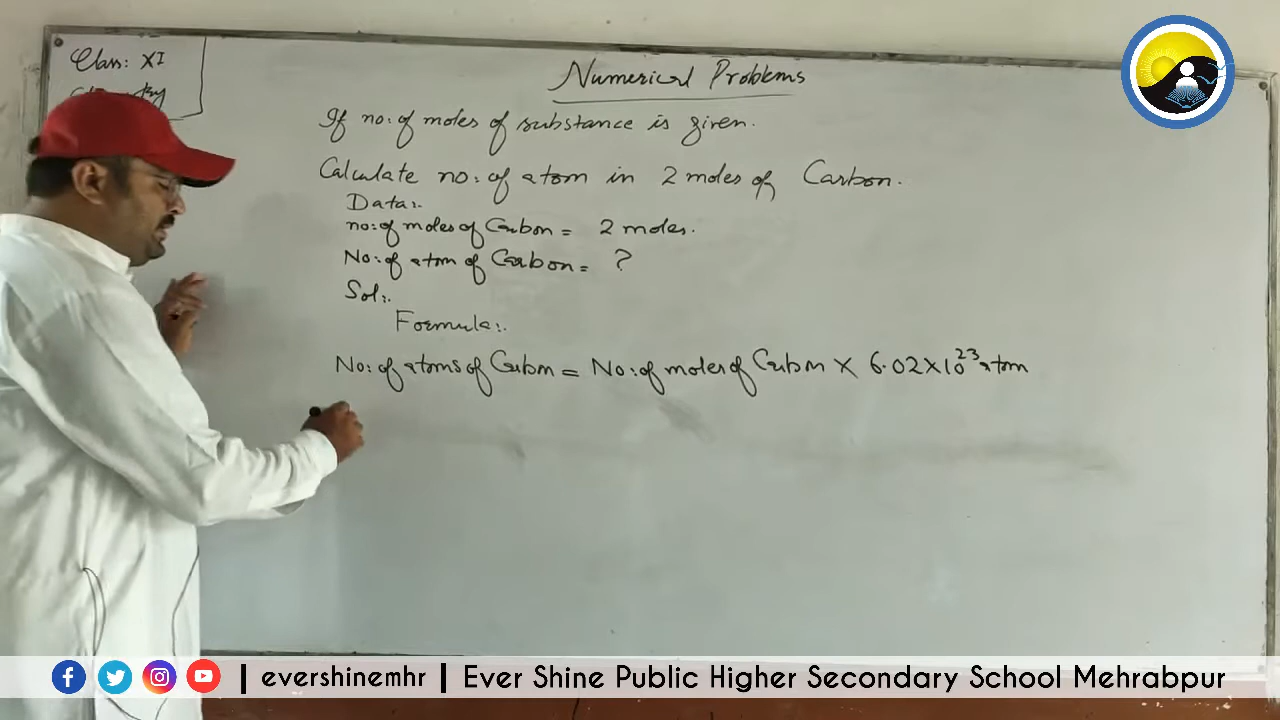 Class: XI
Numerical Problems
If no: of moles of substance is given.
Calculate no: of atom in 2 moles of Carbon.
Data:.
no: of moles of Carbon = 2 moles.
No: of atom of Carbon = ?
Sol:.
Formula:.
No: of atoms of Carbon = No: of moles of Carbon × 6.02×10²³ atom
| evershinemhr | Ever Shine Public Higher Secondary School Mehrabpur